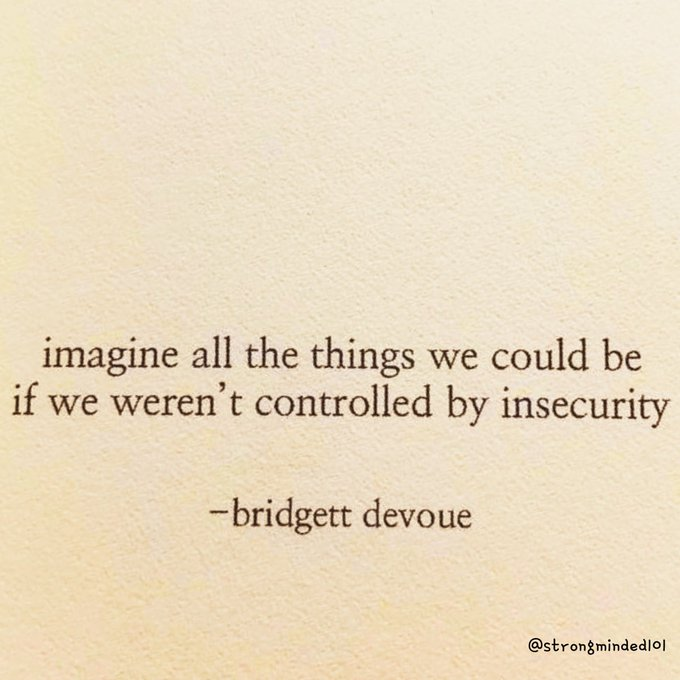 imagine all the things we could be
if we weren't controlled by insecurity
–bridgett devoue
@strongminded101